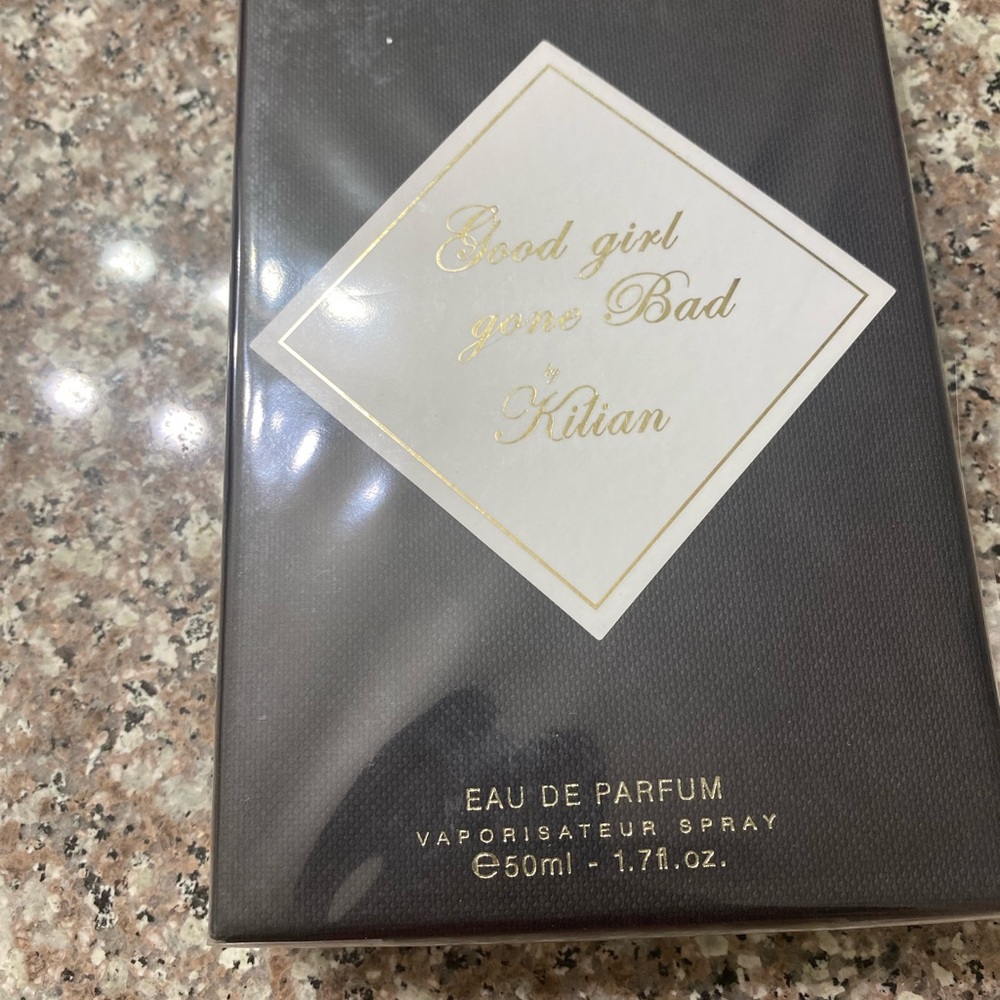 Good girl
gone Bad
by
Kilian
EAU DE PARFUM
VAPORISATEUR SPRAY
℮50ml - 1.7fl.oz.